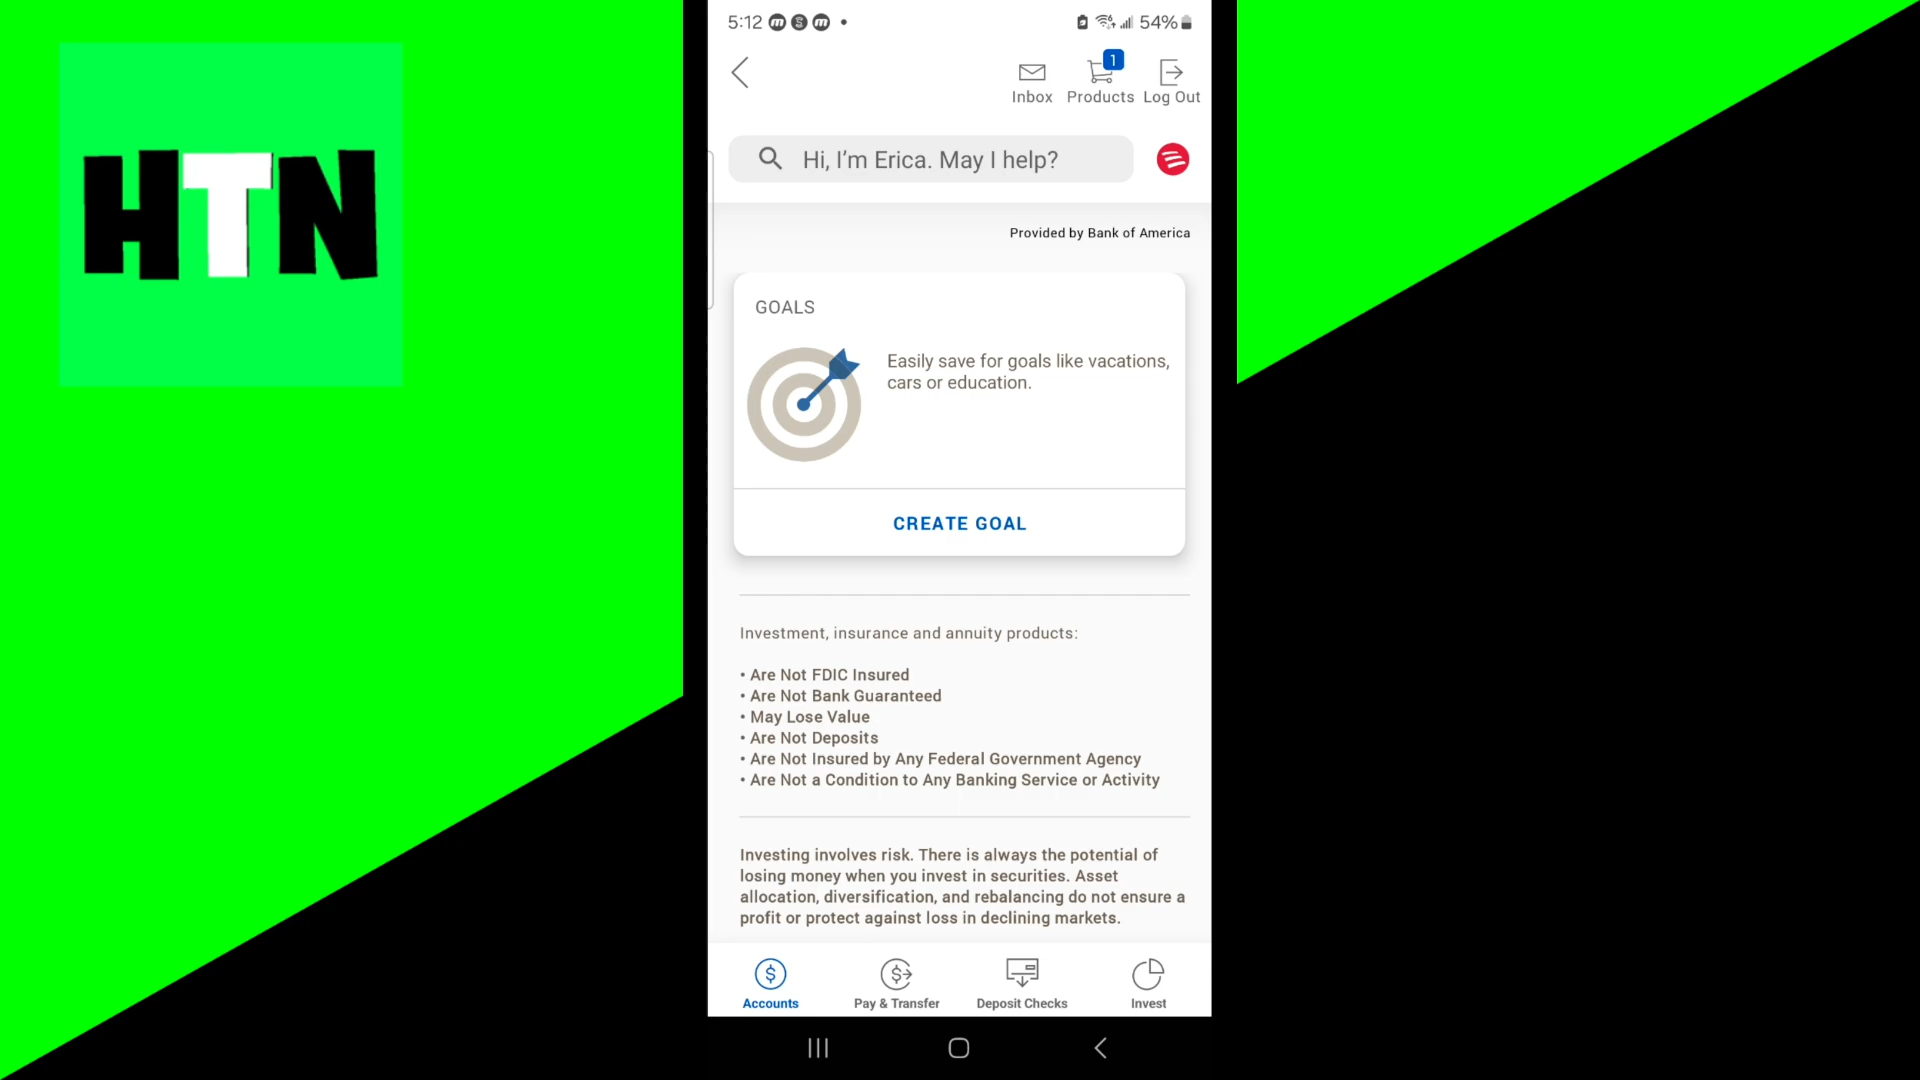 HTN
5:12
54%
1
Inbox
Products
Log Out
Hi, I'm Erica. May I help?
Provided by Bank of America
GOALS
Easily save for goals like vacations,
cars or education.
CREATE GOAL
Investment, insurance and annuity products:
• Are Not FDIC Insured
• Are Not Bank Guaranteed
• May Lose Value
• Are Not Deposits
• Are Not Insured by Any Federal Government Agency
• Are Not a Condition to Any Banking Service or Activity
Investing involves risk. There is always the potential of
losing money when you invest in securities. Asset
allocation, diversification, and rebalancing do not ensure a
profit or protect against loss in declining markets.
Accounts
Pay & Transfer
Deposit Checks
Invest